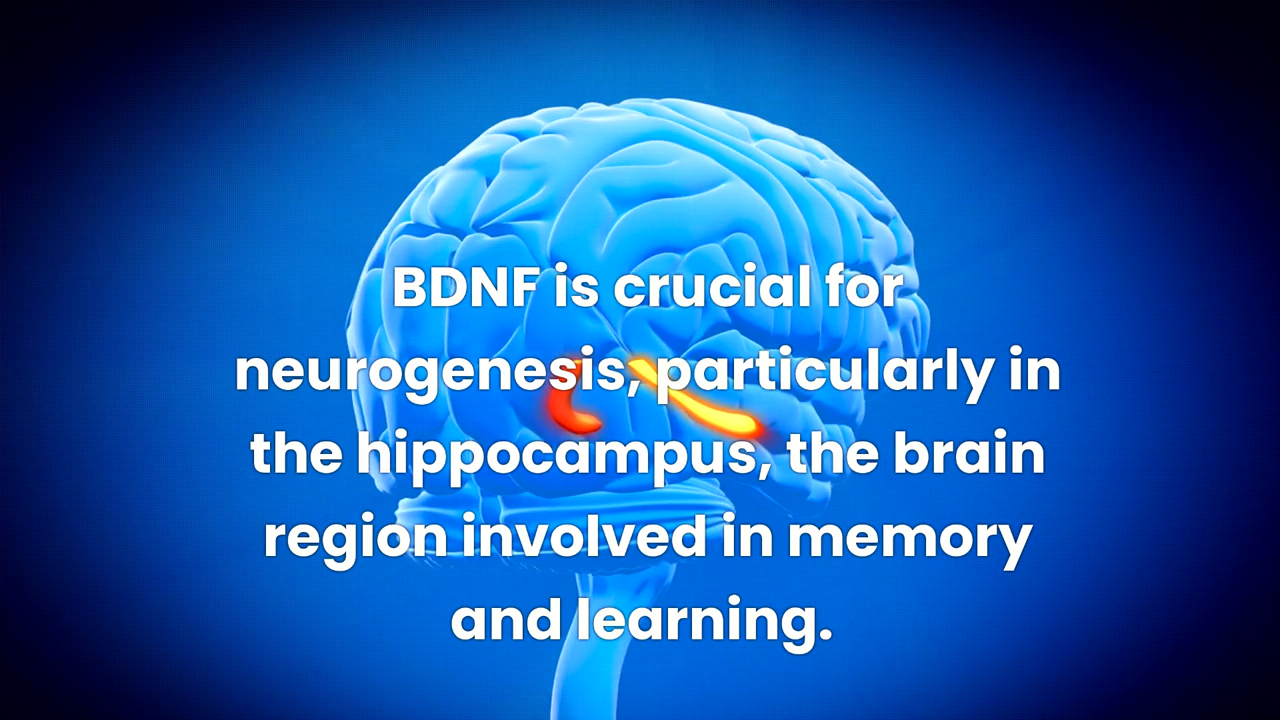 BDNF is crucial for
neurogenesis, particularly in
the hippocampus, the brain
region involved in memory
and learning.